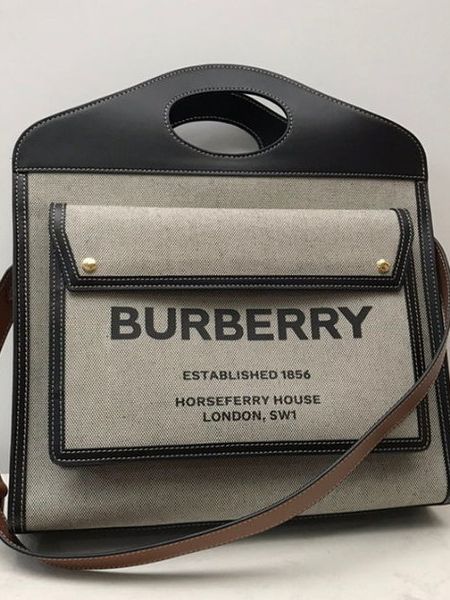 BURBERRY
ESTABLISHED 1856
HORSEFERRY HOUSE
LONDON, SW1